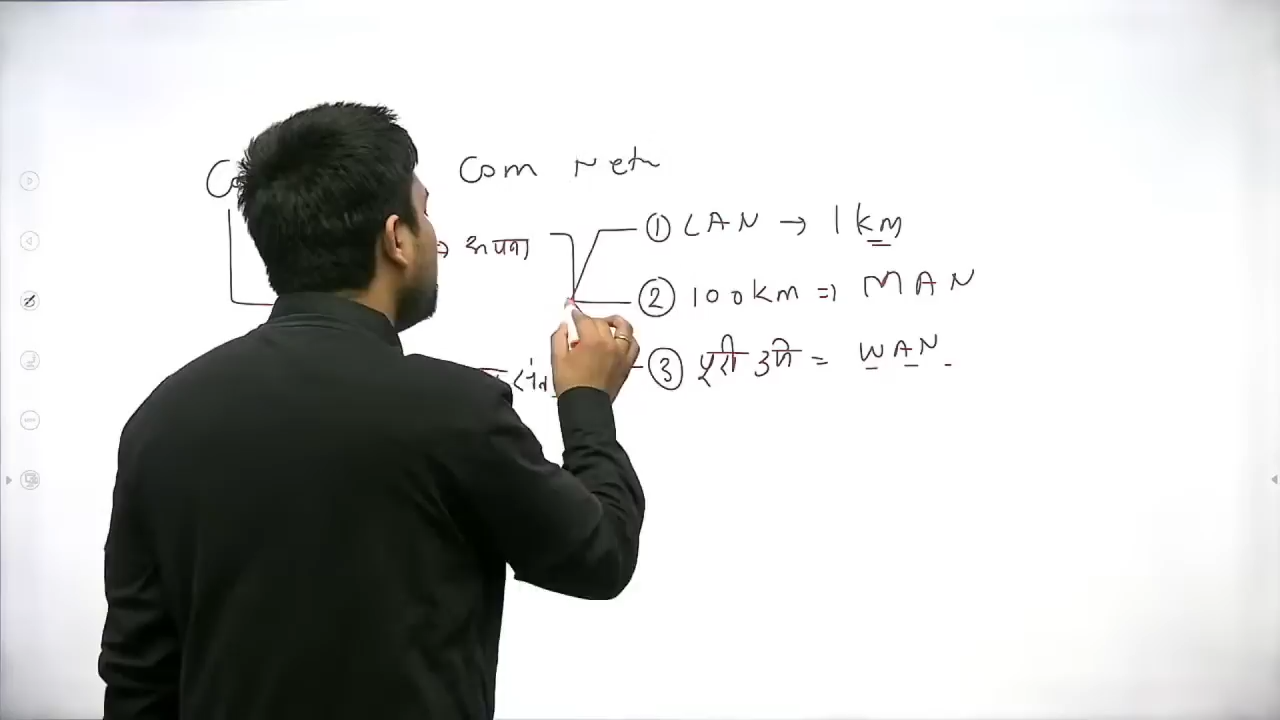 Com Net
① LAN → 1 km
⇒ अपना
② 100 km ⇒ MAN
③ पूरी = WAN